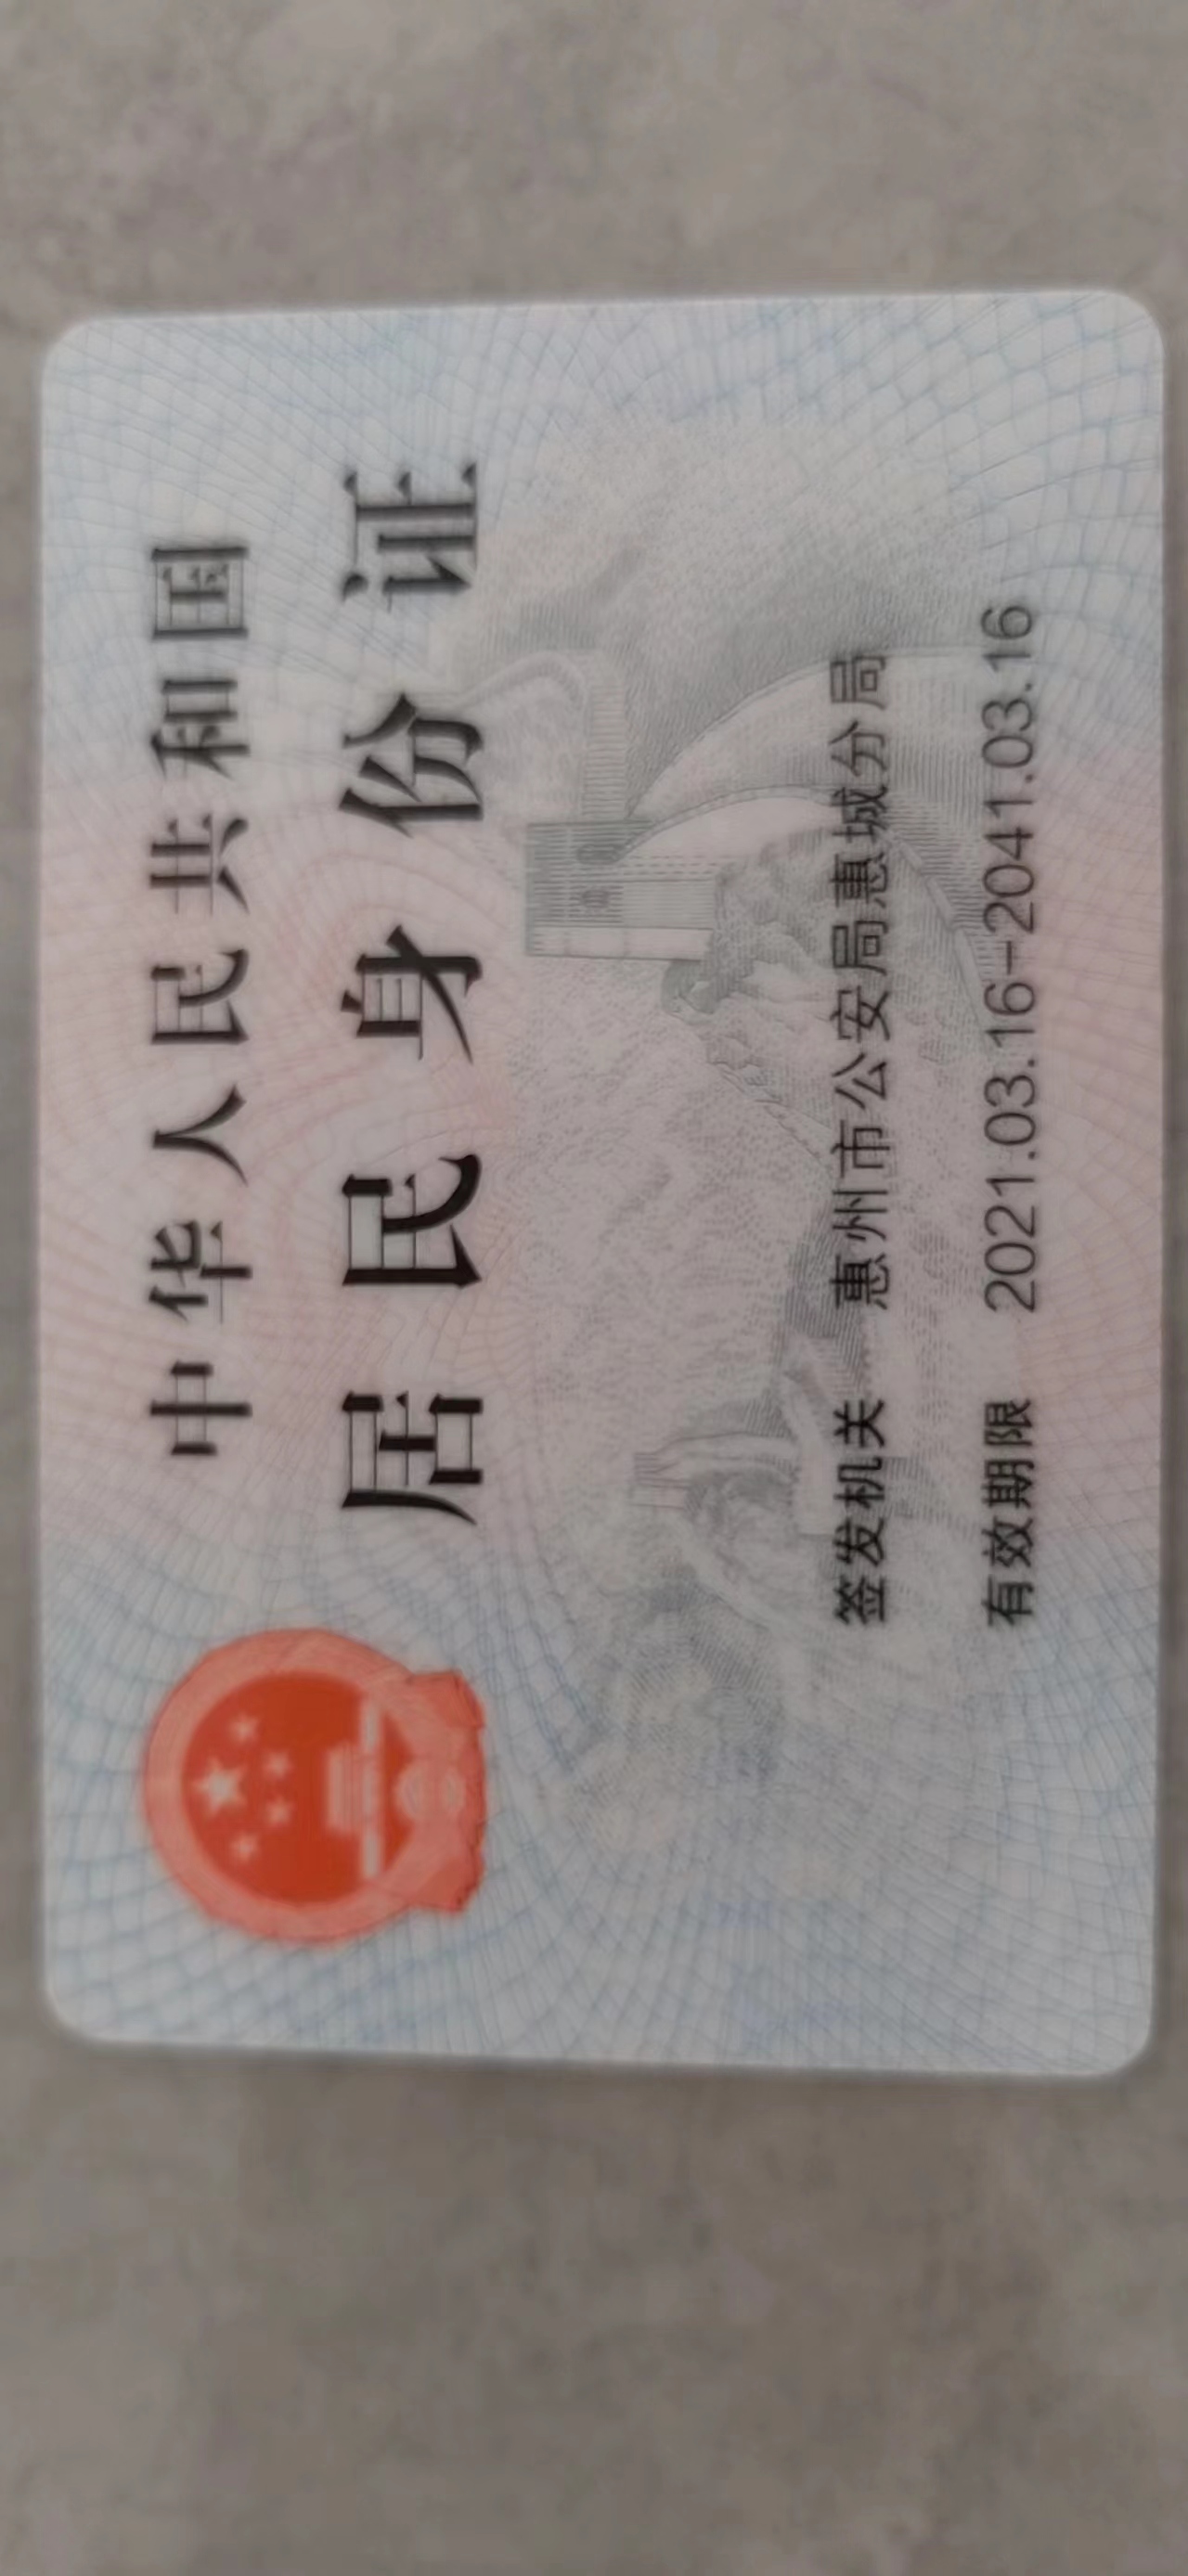 中华人民共和国
居民身份证
签发机关 惠州市公安局惠城分局
有效期限 2021.03.16-2041.03.16